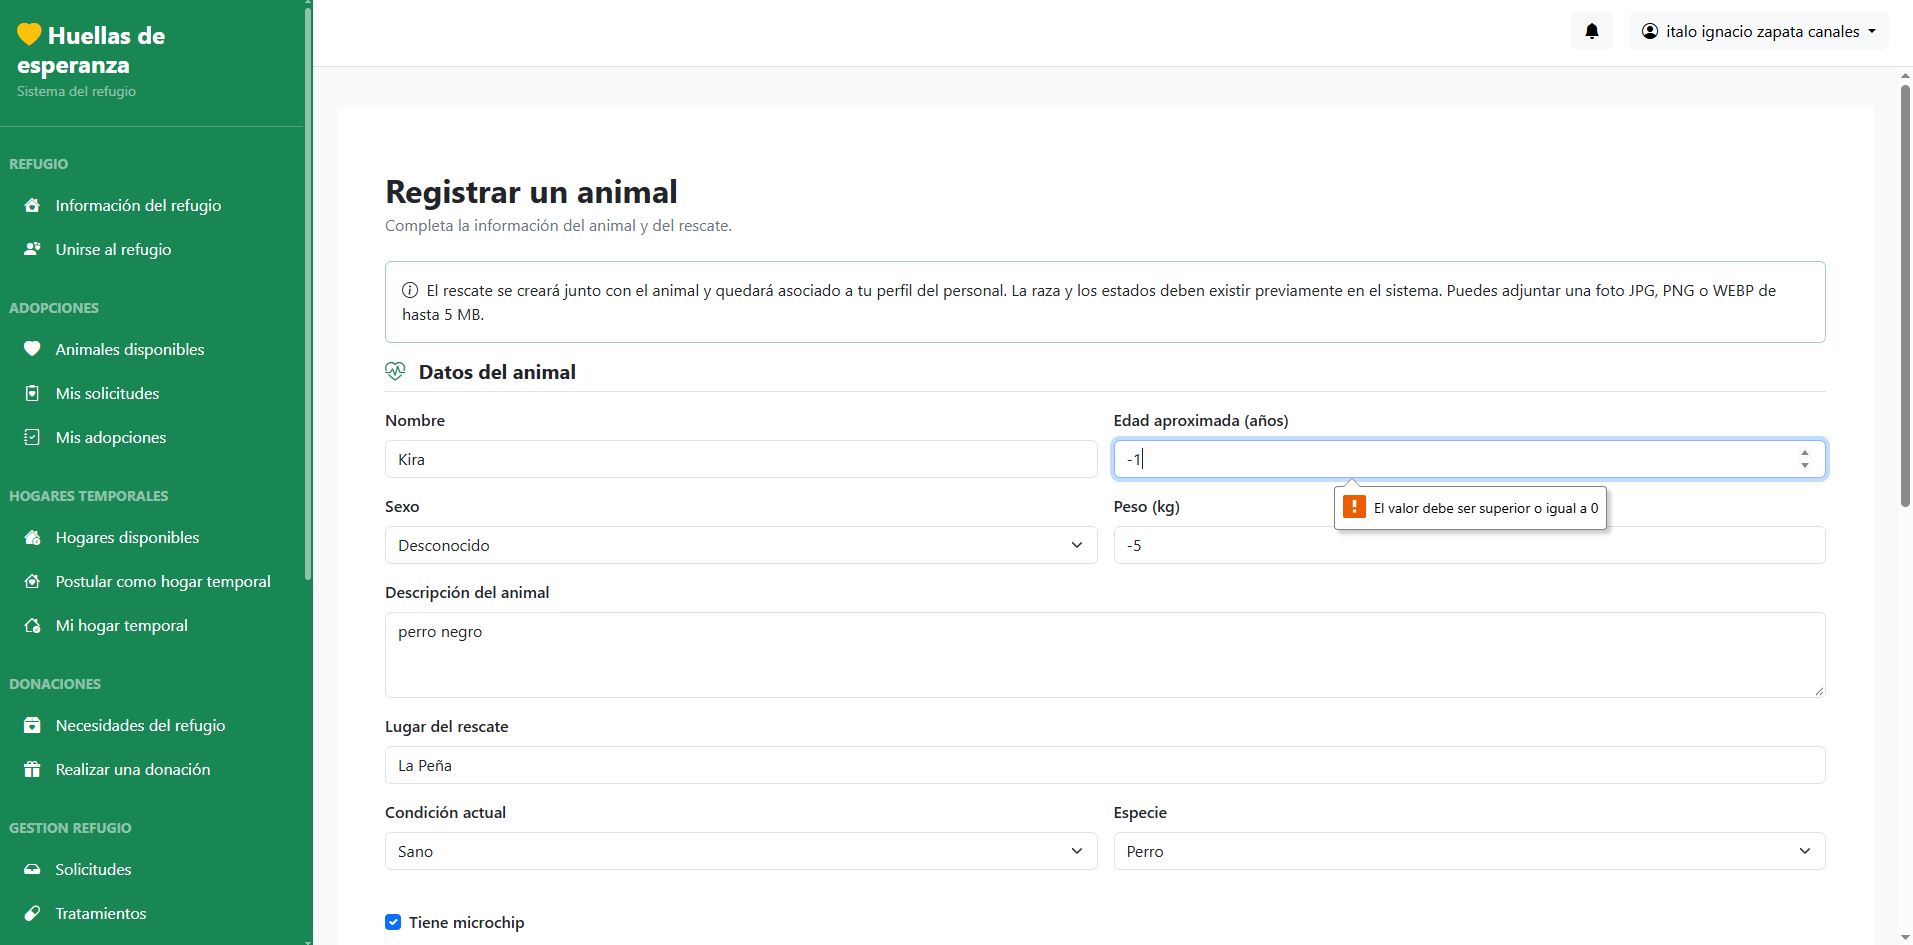 Huellas de
esperanza
Sistema del refugio
REFUGIO
Información del refugio
Unirse al refugio
ADOPCIONES
Animales disponibles
Mis solicitudes
Mis adopciones
HOGARES TEMPORALES
Hogares disponibles
Postular como hogar temporal
Mi hogar temporal
DONACIONES
Necesidades del refugio
Realizar una donación
GESTION REFUGIO
Solicitudes
Tratamientos
italo ignacio zapata canales
Registrar un animal
Completa la información del animal y del rescate.
El rescate se creará junto con el animal y quedará asociado a tu perfil del personal. La raza y los estados deben existir previamente en el sistema. Puedes adjuntar una foto JPG, PNG o WEBP de
hasta 5 MB.
Datos del animal
Nombre
Kira
Edad aproximada (años)
-1
El valor debe ser superior o igual a 0
Sexo
Desconocido
Peso (kg)
-5
Descripción del animal
perro negro
Lugar del rescate
La Peña
Condición actual
Sano
Especie
Perro
Tiene microchip